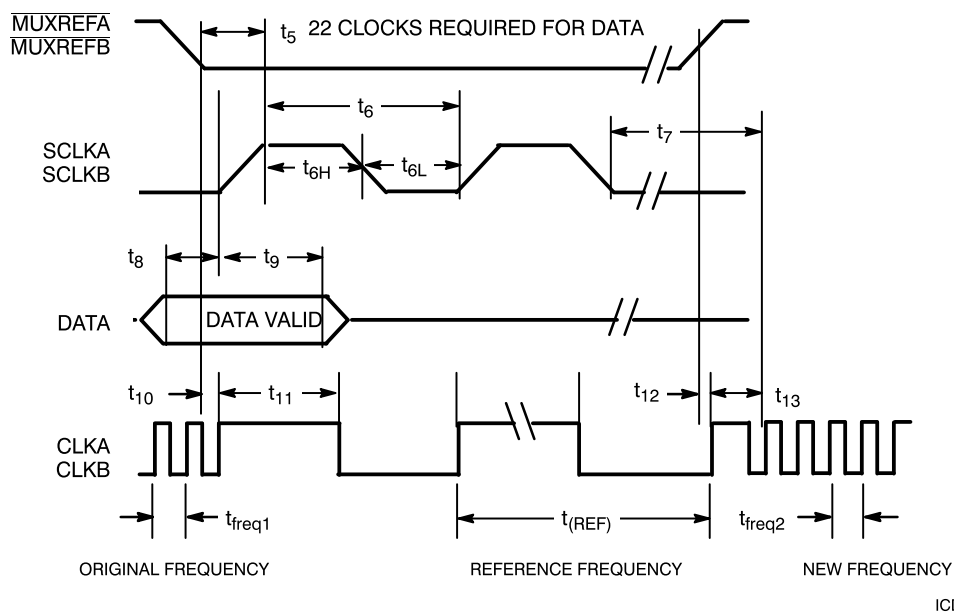 MUXREFA
MUXREFB
t5 22 CLOCKS REQUIRED FOR DATA
t6
t7
SCLKA
SCLKB
t6H
t6L
t8
t9
DATA
DATA VALID
t10
t11
t12
t13
CLKA
CLKB
tfreq1
t(REF)
tfreq2
ORIGINAL FREQUENCY
REFERENCE FREQUENCY
NEW FREQUENCY
ICI